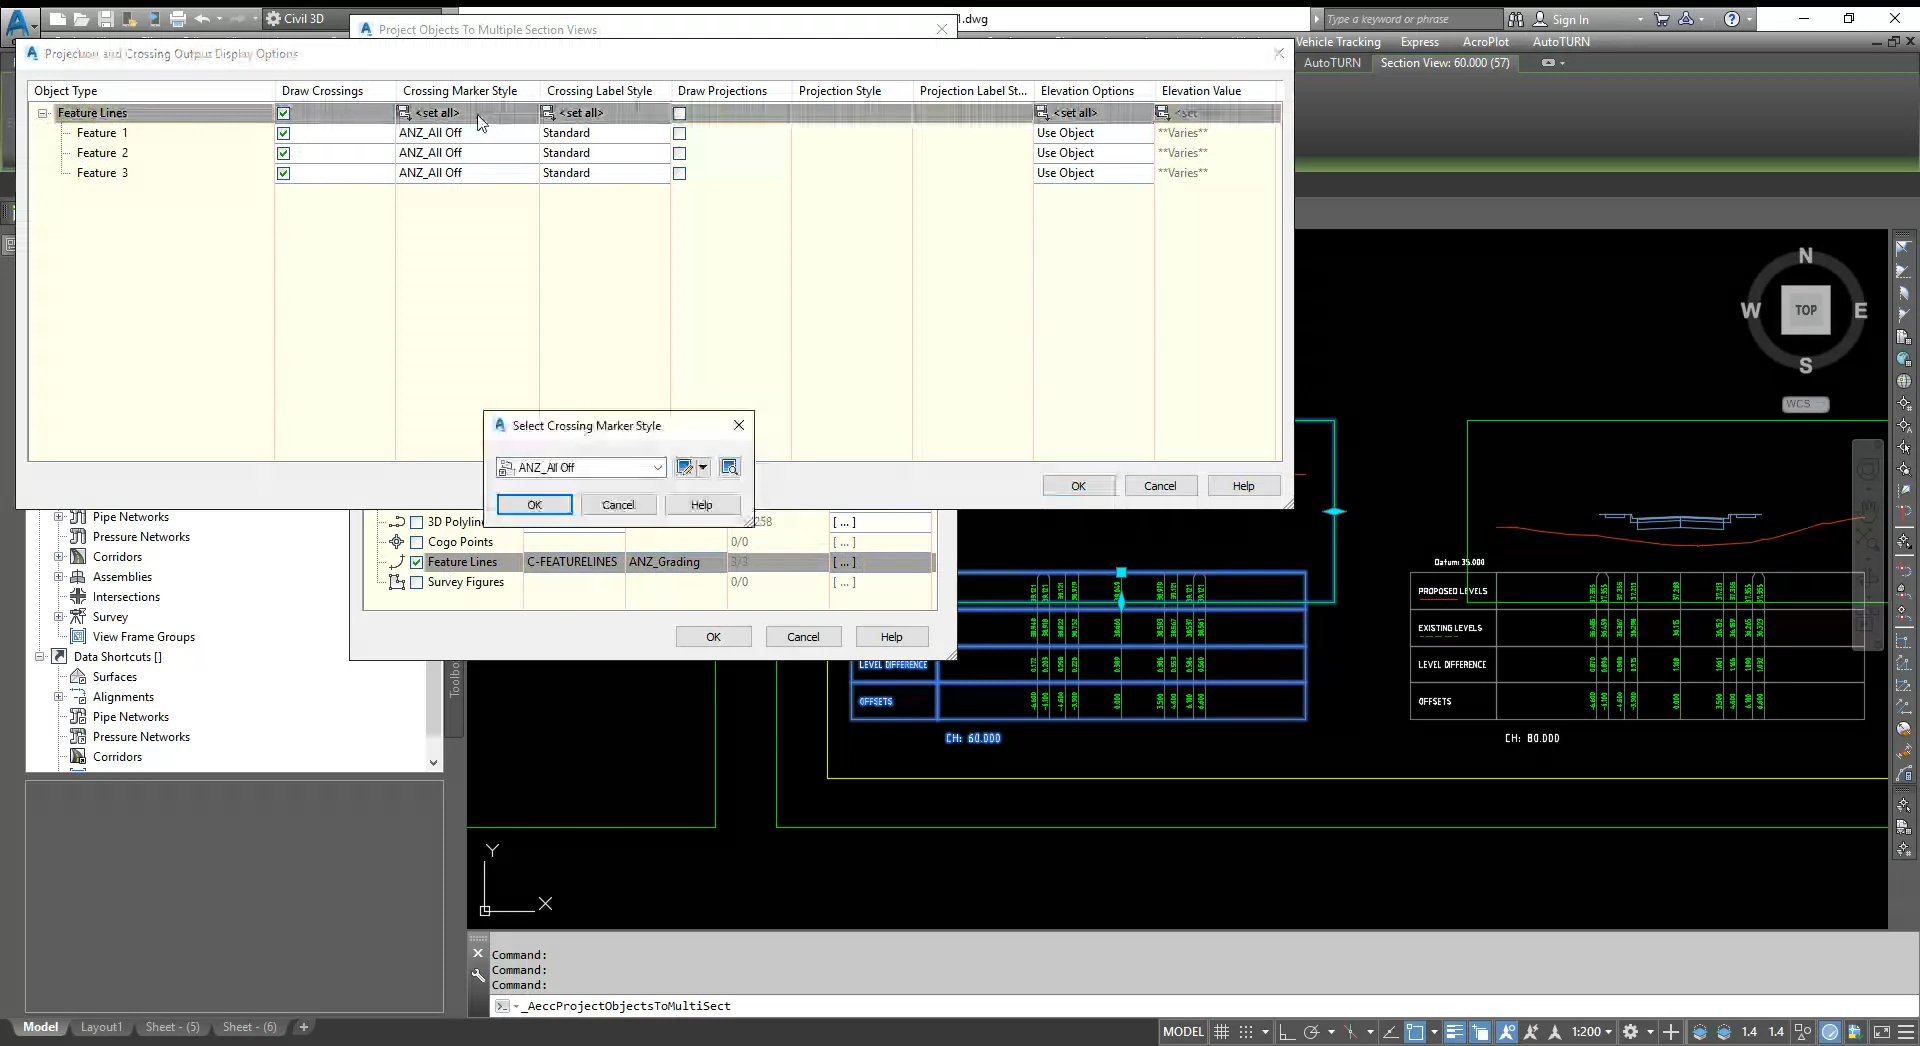 Civil 3D
Project Objects To Multiple Section Views
1.dwg
Type a keyword or phrase
Sign In
Projection and Crossing Output Display Options
Vehicle Tracking Express AcroPlot AutoTURN
AutoTURN Section View: 60.000 (57)
Object Type Draw Crossings Crossing Marker Style Crossing Label Style Draw Projections Projection Style Projection Label St... Elevation Options Elevation Value
Feature Lines <set all> <set all> <set all> <set
Feature 1 ANZ_All Off Standard Use Object **Varies**
Feature 2 ANZ_All Off Standard Use Object **Varies**
Feature 3 ANZ_All Off Standard Use Object **Varies**
N
W TOP E
S
WCS
Select Crossing Marker Style
ANZ_All Off
OK Cancel Help
OK Cancel Help
Pipe Networks
Pressure Networks
Corridors
Assemblies
Intersections
Survey
View Frame Groups
Data Shortcuts []
Surfaces
Alignments
Pipe Networks
Pressure Networks
Corridors
Toolbo
3D Polylin 258 [ ... ]
Cogo Points 0/0 [ ... ]
Feature Lines C-FEATURELINES ANZ_Grading 3/3 [ ... ]
Survey Figures 0/0 [ ... ]
OK Cancel Help
LEVEL DIFFERENCE
OFFSETS
CH: 60.000
Datum: 35.000
PROPOSED LEVELS
EXISTING LEVELS
LEVEL DIFFERENCE
OFFSETS
CH: 80.000
Y
X
Command:
Command:
Command:
_AeccProjectObjectsToMultiSect
Model Layout1 Sheet - (5) Sheet - (6) +
MODEL 1:200 1.4 1.4